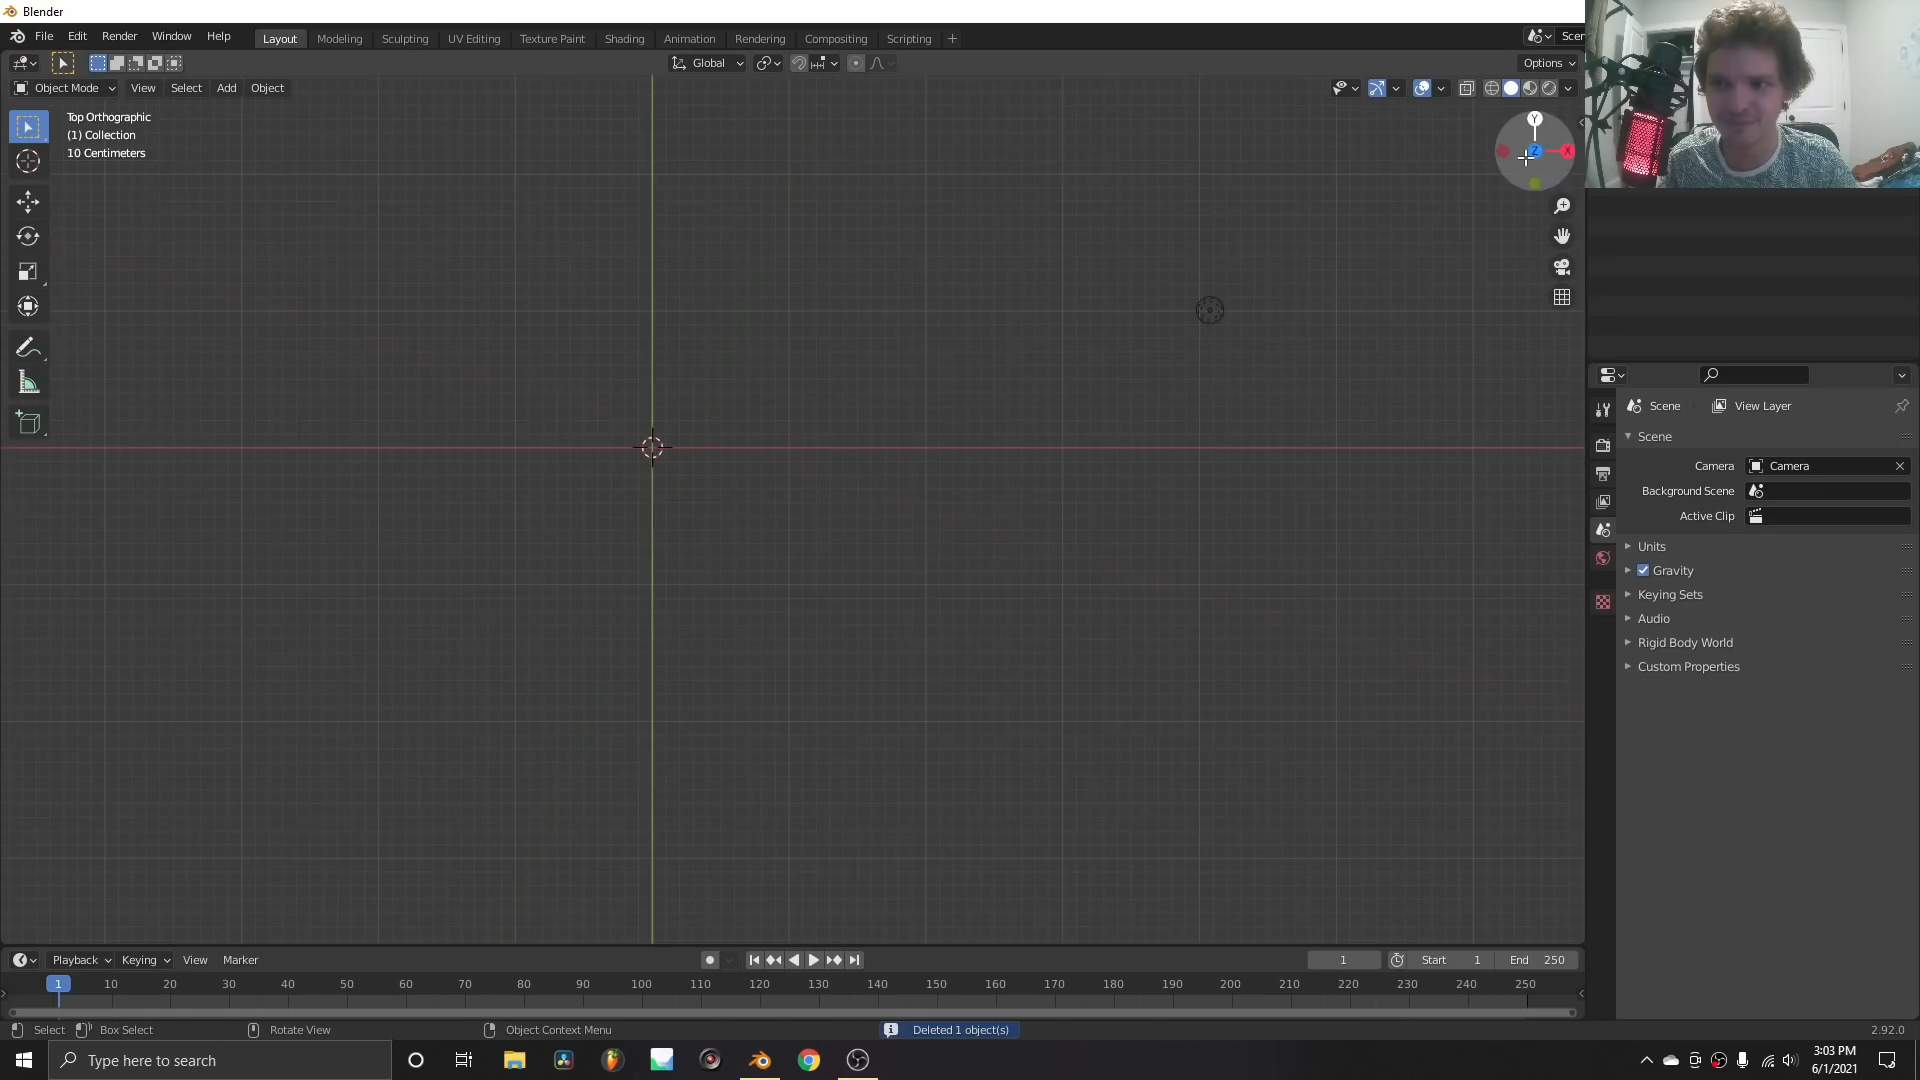 Blender
File Edit Render Window Help Layout Modeling Sculpting UV Editing Texture Paint Shading Animation Rendering Compositing Scripting + Scen
Global Options
Object Mode View Select Add Object
Top Orthographic
(1) Collection
10 Centimeters
Y
Z X
Scene View Layer
Scene
Camera Camera
Background Scene
Active Clip
Units
Gravity
Keying Sets
Audio
Rigid Body World
Custom Properties
Playback Keying View Marker 1 Start 1 End 250
1 10 20 30 40 50 60 70 80 90 100 110 120 130 140 150 160 170 180 190 200 210 220 230 240 250
Select Box Select Rotate View Object Context Menu Deleted 1 object(s) 2.92.0
Type here to search
3:03 PM
6/1/2021